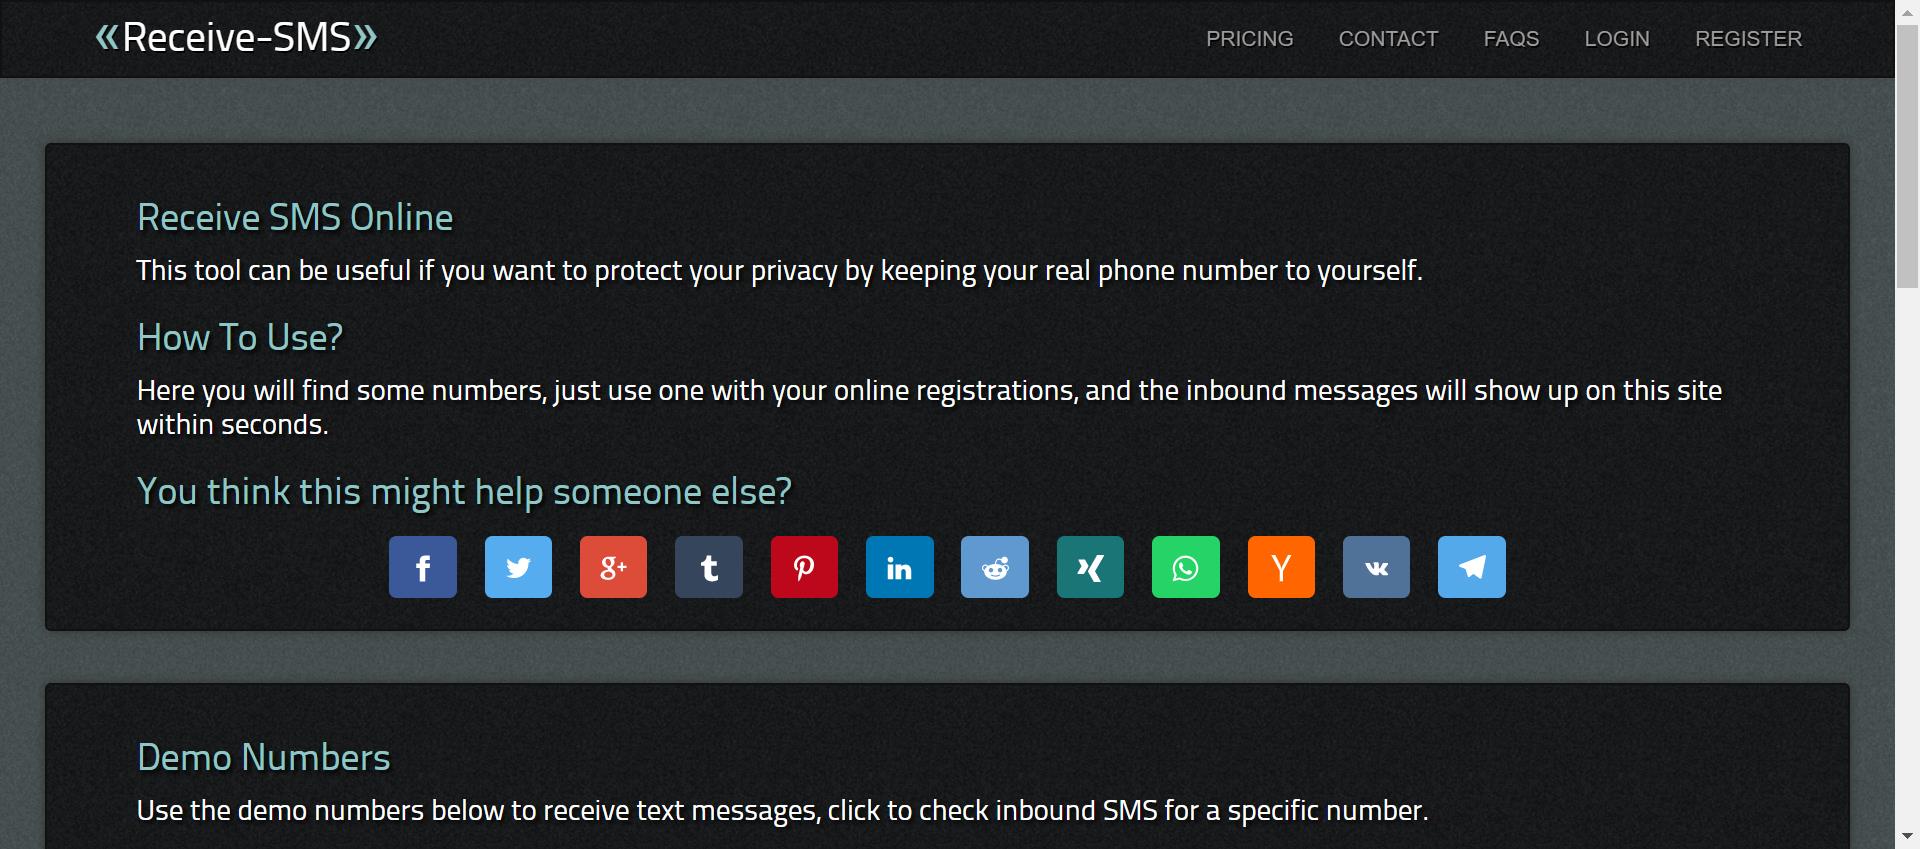 «Receive-SMS»
PRICING CONTACT FAQS LOGIN REGISTER
Receive SMS Online
This tool can be useful if you want to protect your privacy by keeping your real phone number to yourself.
How To Use?
Here you will find some numbers, just use one with your online registrations, and the inbound messages will show up on this site
within seconds.
You think this might help someone else?
Demo Numbers
Use the demo numbers below to receive text messages, click to check inbound SMS for a specific number.